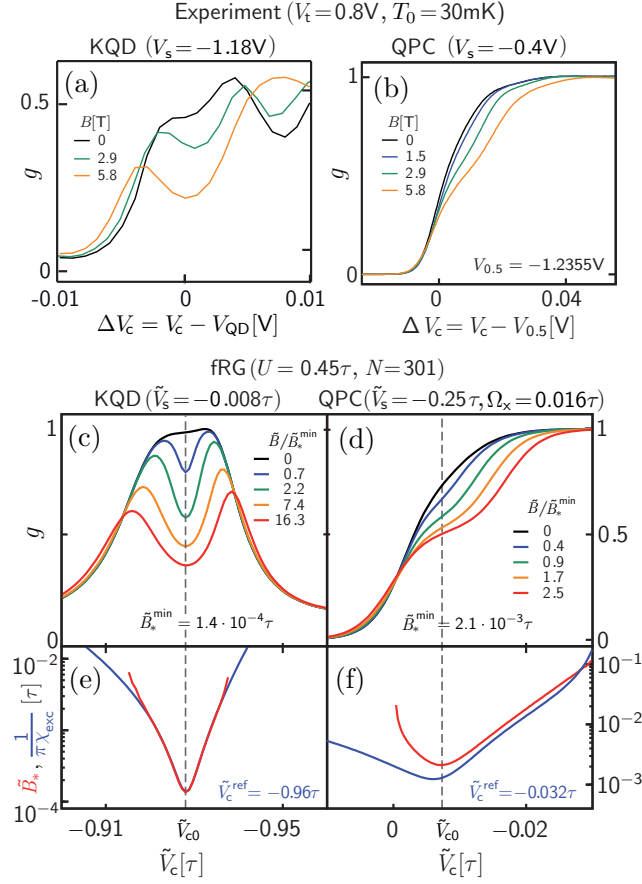 Experiment (V_t = 0.8V, T_0 = 30mK)
KQD (V_s = −1.18V)
QPC (V_s = −0.4V)
(a)
0.5
B[T]
0
2.9
5.8
g
0
-0.01
0
0.01
ΔV_c = V_c − V_QD [V]
(b)
1
B[T]
0
1.5
2.9
5.8
g
V_0.5 = −1.2355V
0
0
0.04
ΔV_c = V_c − V_0.5 [V]
fRG (U = 0.45τ, N=301)
KQD (Ṽ_s = −0.008τ)
QPC(Ṽ_s = −0.25τ, Ω_x = 0.016τ)
1
(c)
B̃/B̃_*^min
0
0.7
2.2
7.4
16.3
g
B̃_*^min = 1.4 · 10^−4 τ
0
(d)
1
B̃/B̃_*^min
0
0.4
0.9
1.7
2.5
0.5
B̃_*^min = 2.1 · 10^−3 τ
0
10^−2
(e)
B̃_*, 1/(πχ_exc) [τ]
Ṽ_c^ref = −0.96τ
10^−4
-0.91
Ṽ_c0
-0.95
Ṽ_c [τ]
(f)
10^−1
10^−2
10^−3
Ṽ_c^ref = −0.032τ
0
Ṽ_c0
-0.02
Ṽ_c [τ]